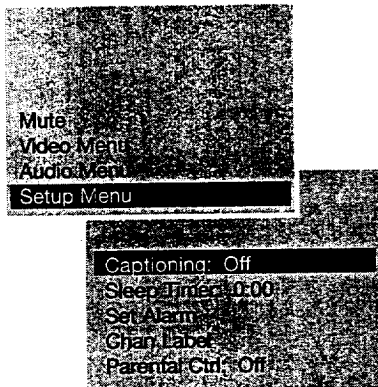 Mute
Video Menu
Audio Menu
Setup Menu
Captioning: Off
Sleep Timer: 0:00
Set Alarm
Chan Label
Parental Ctrl: Off